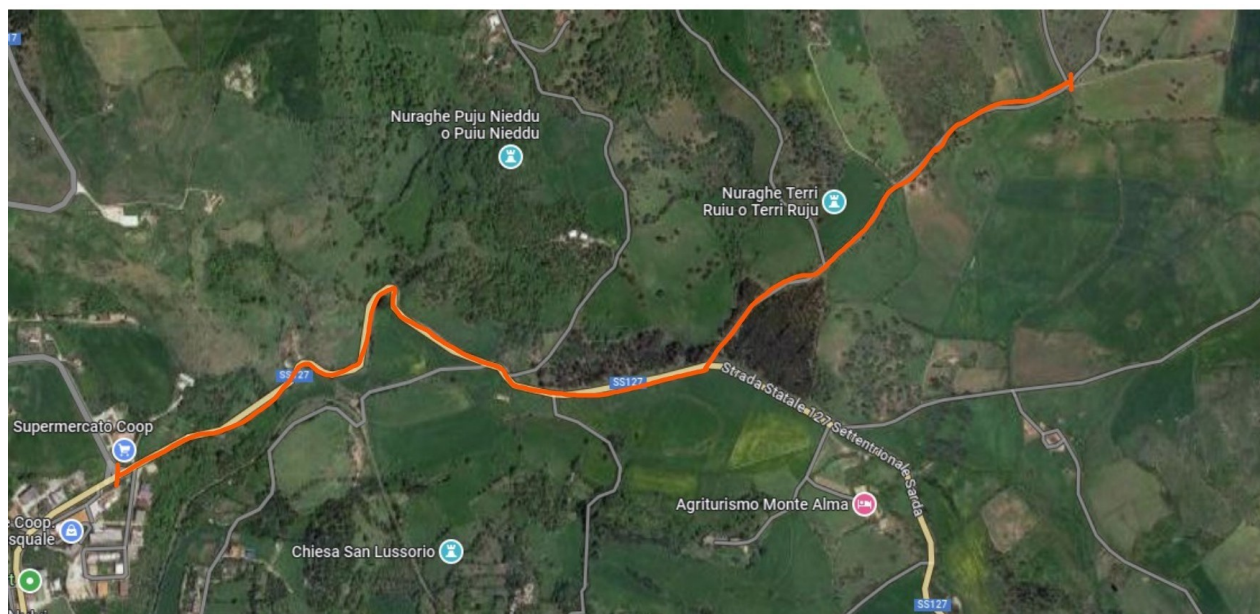 Nuraghe Puju Nieddu
o Puiu Nieddu
Nuraghe Terri
Ruiu o Terri Ruju
SS127
SS127
Strada Statale 127 Settentrionale Sarda
Supermercato Coop
Agriturismo Monte Alma
Coop.
squale
Chiesa San Lussorio
SS127